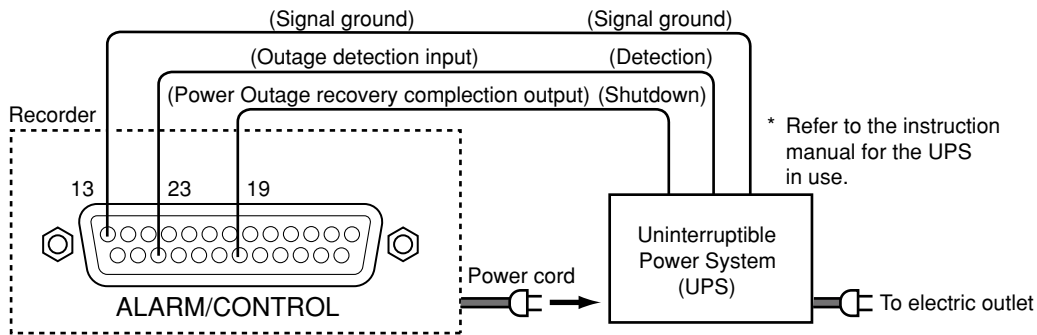 (Signal ground) (Signal ground)
(Outage detection input) (Detection)
(Power Outage recovery complection output) (Shutdown)
Recorder
* Refer to the instruction
manual for the UPS
in use.
13 23 19
Uninterruptible
Power System
(UPS)
Power cord
ALARM/CONTROL
To electric outlet